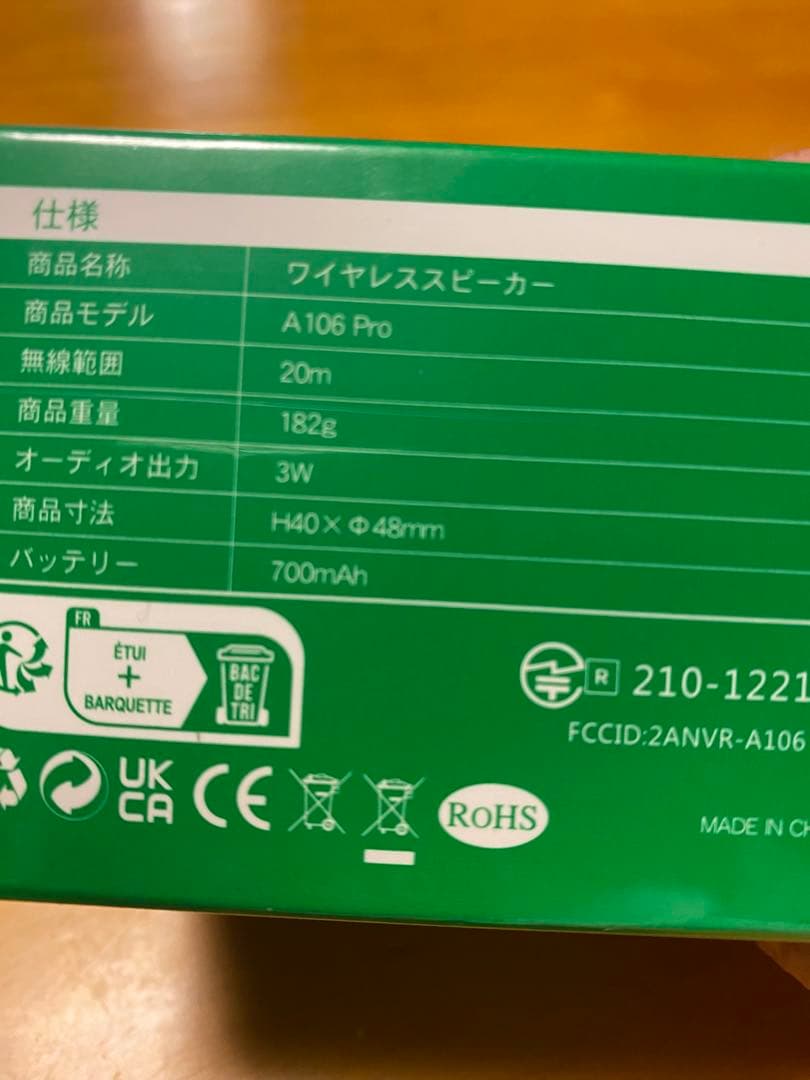 仕様
商品名称 ワイヤレススピーカー
商品モデル A106 Pro
無線範囲 20m
商品重量 182g
オーディオ出力 3W
商品寸法 H40×Φ48mm
バッテリー 700mAh
FR
ÉTUI
+
BARQUETTE
BAC
DE
TRI
R 210-1221
FCCID:2ANVR-A106
UK
CA
CE
RoHS
MADE IN CH